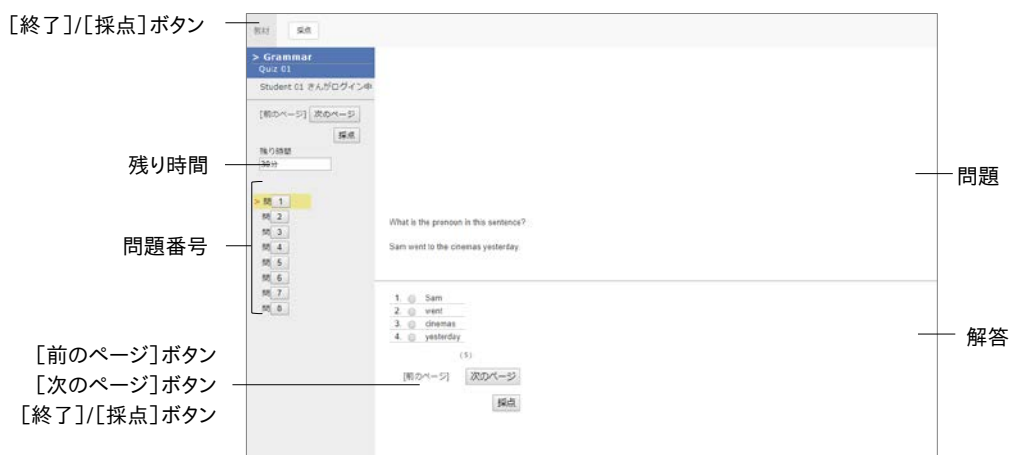 [終了]/[採点]ボタン
教材
採点
> Grammar
Quiz 01
Student 01 さんがログイン中
[前のページ] 次のページ
採点
残り時間
30分
残り時間
問題
> 問 1
問 2
問 3
問 4
問 5
問 6
問 7
問 8
問題番号
What is the pronoun in this sentence?
Sam went to the cinemas yesterday.
1. Sam
2. went
3. cinemas
4. yesterday
(5)
解答
[前のページ] 次のページ
採点
[前のページ]ボタン
[次のページ]ボタン
[終了]/[採点]ボタン